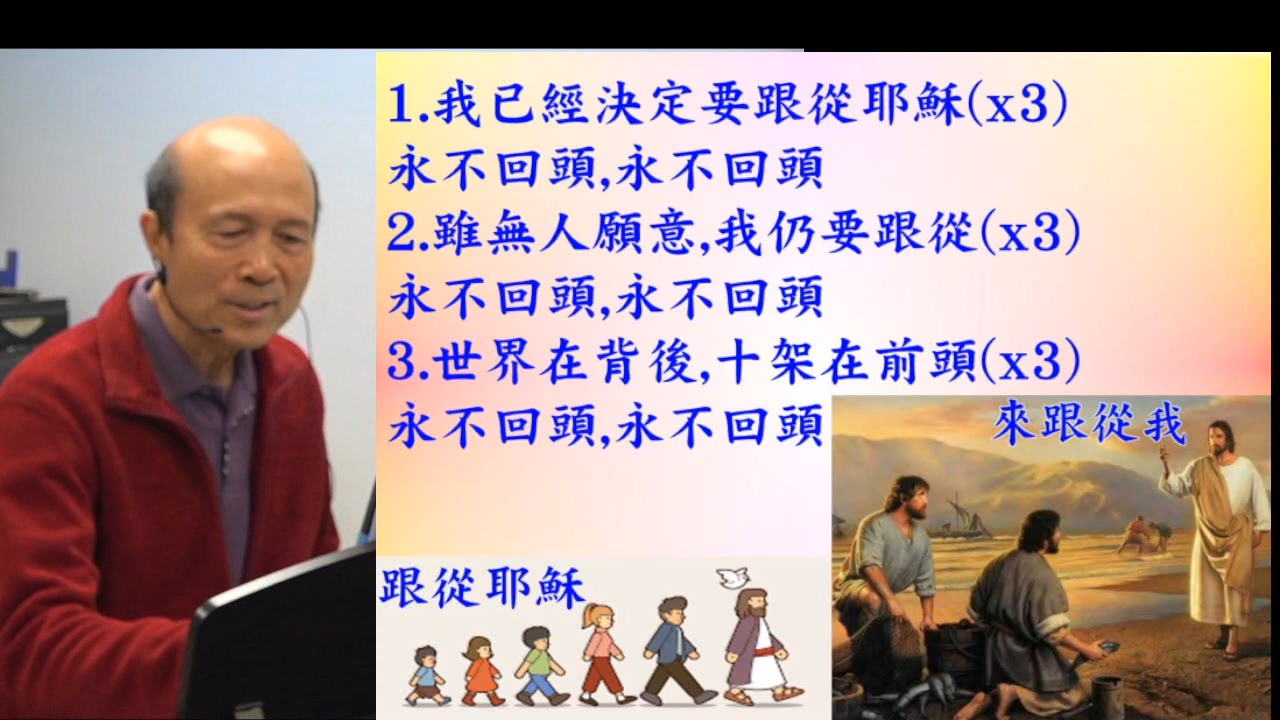 1.我已經決定要跟從耶穌(x3)
永不回頭,永不回頭
2.雖無人願意,我仍要跟從(x3)
永不回頭,永不回頭
3.世界在背後,十架在前頭(x3)
永不回頭,永不回頭
來跟從我
跟從耶穌